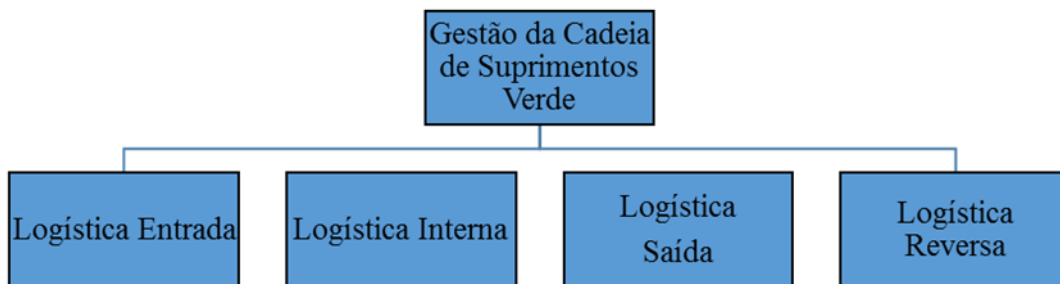 Gestão da Cadeia
de Suprimentos
Verde
Logística Entrada
Logística Interna
Logística
Saída
Logística
Reversa